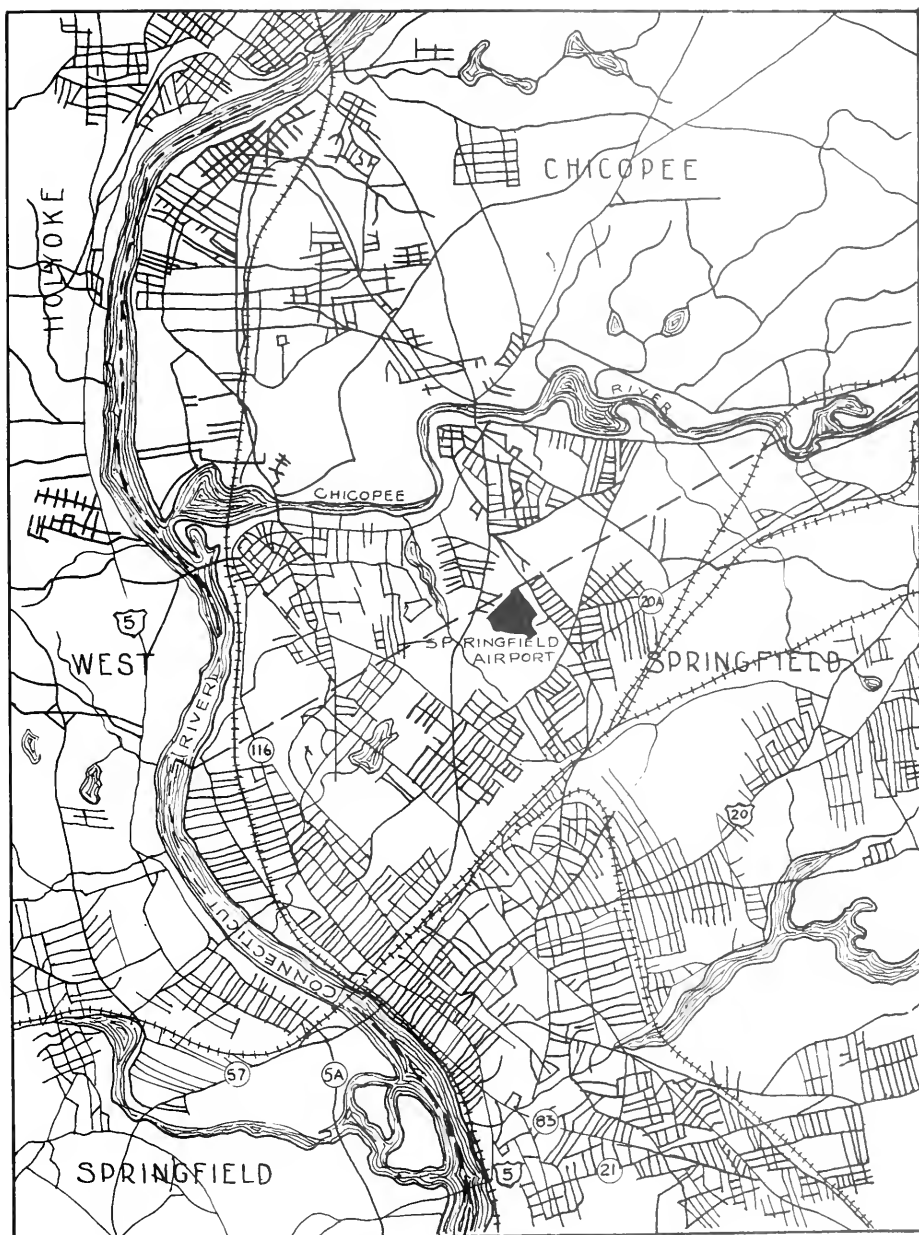 CHICOPEE
HOLYOKE
RIVER
CHICOPEE
5
20A
SPRINGFIELD
AIRPORT
WEST
SPRINGFIELD
RIVER
116
20
CONNECTICUT
57
5A
83
SPRINGFIELD
5
21